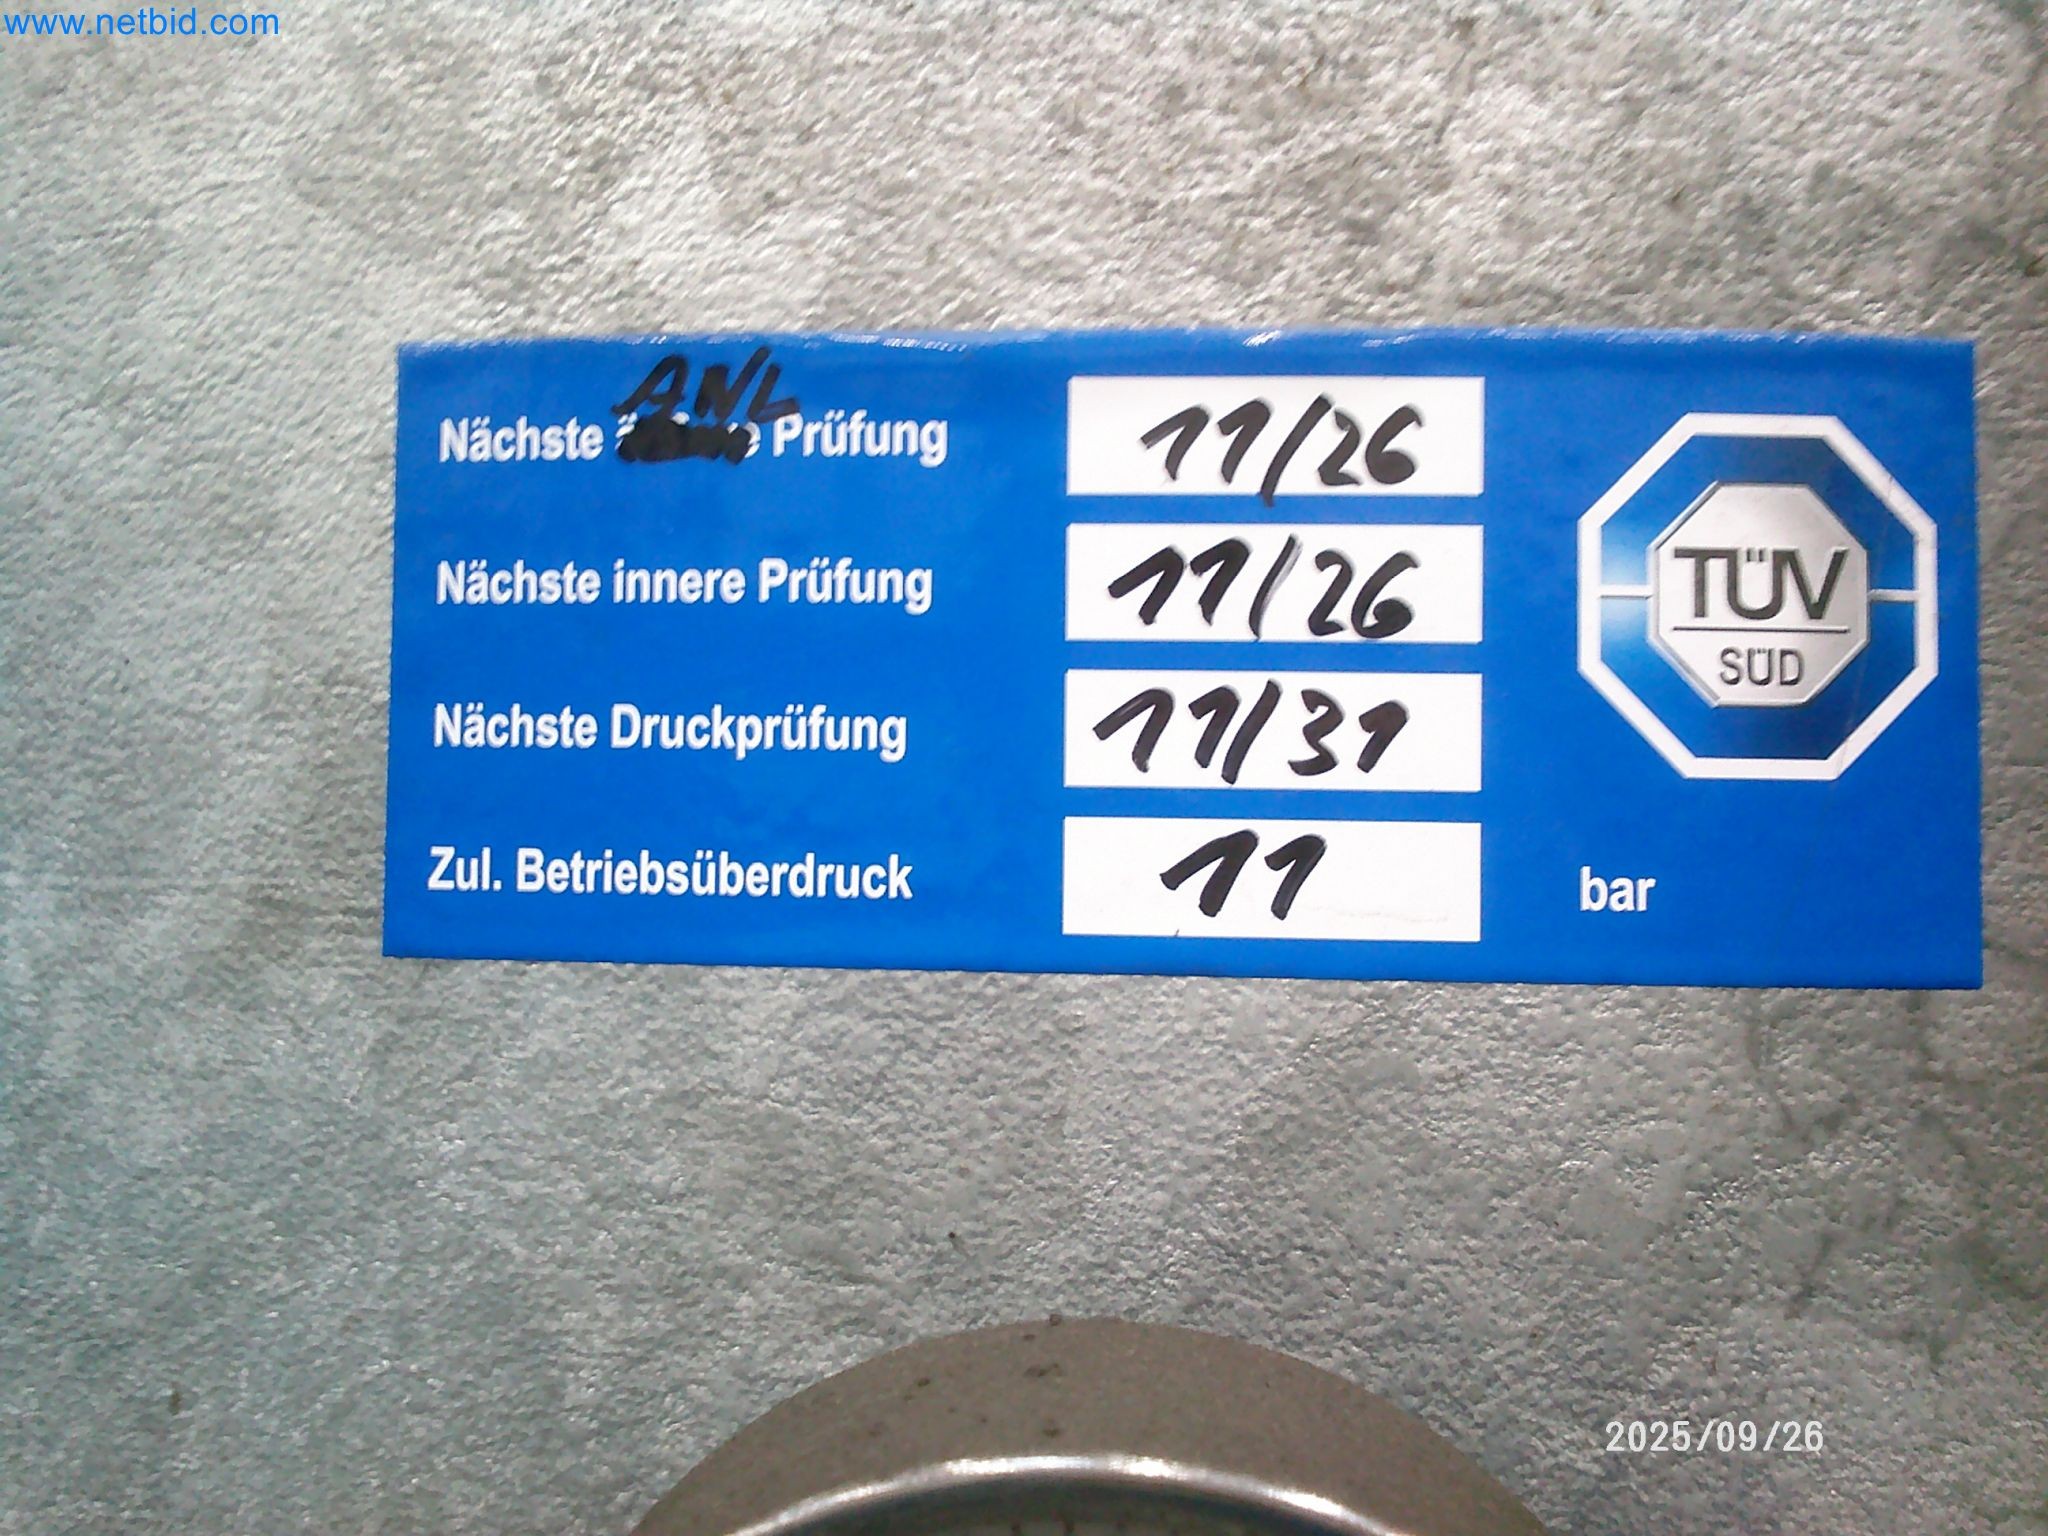 www.netbid.com
ANL
Nächste Prüfung 11/26
Nächste innere Prüfung 11/26
Nächste Druckprüfung 11/31
Zul. Betriebsüberdruck 11 bar
TÜV
SÜD
2025/09/26